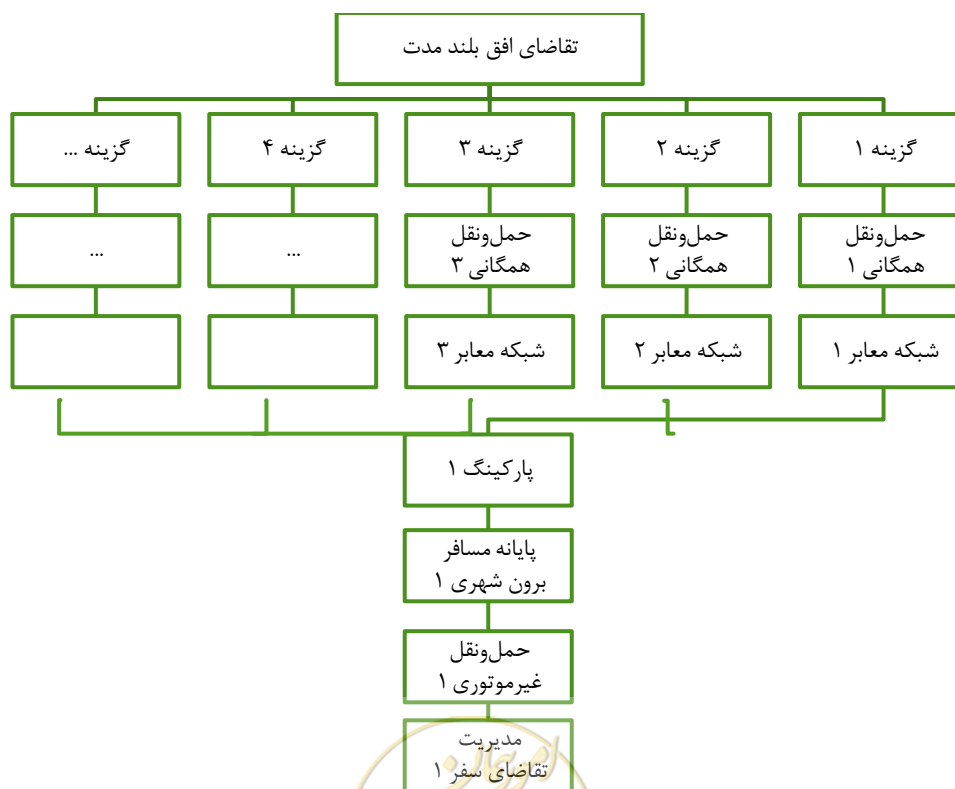 تقاضای افق بلند مدت
گزینه ۱
گزینه ۲
گزینه ۳
گزینه ۴
گزینه ...
حمل‌ونقل
همگانی ۱
حمل‌ونقل
همگانی ۲
حمل‌ونقل
همگانی ۳
...
...
شبکه معابر ۱
شبکه معابر ۲
شبکه معابر ۳
پارکینگ ۱
پایانه مسافر
برون شهری ۱
حمل‌ونقل
غیرموتوری ۱
مدیریت
تقاضای سفر ۱